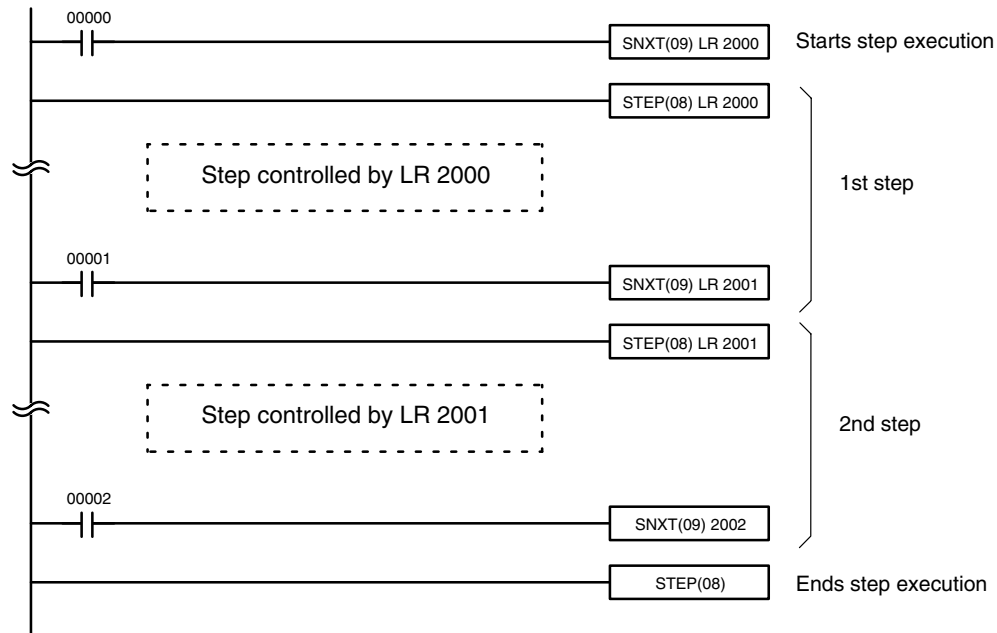 00000
SNXT(09) LR 2000
Starts step execution
STEP(08) LR 2000
Step controlled by LR 2000
1st step
00001
SNXT(09) LR 2001
STEP(08) LR 2001
Step controlled by LR 2001
2nd step
00002
SNXT(09) 2002
STEP(08)
Ends step execution